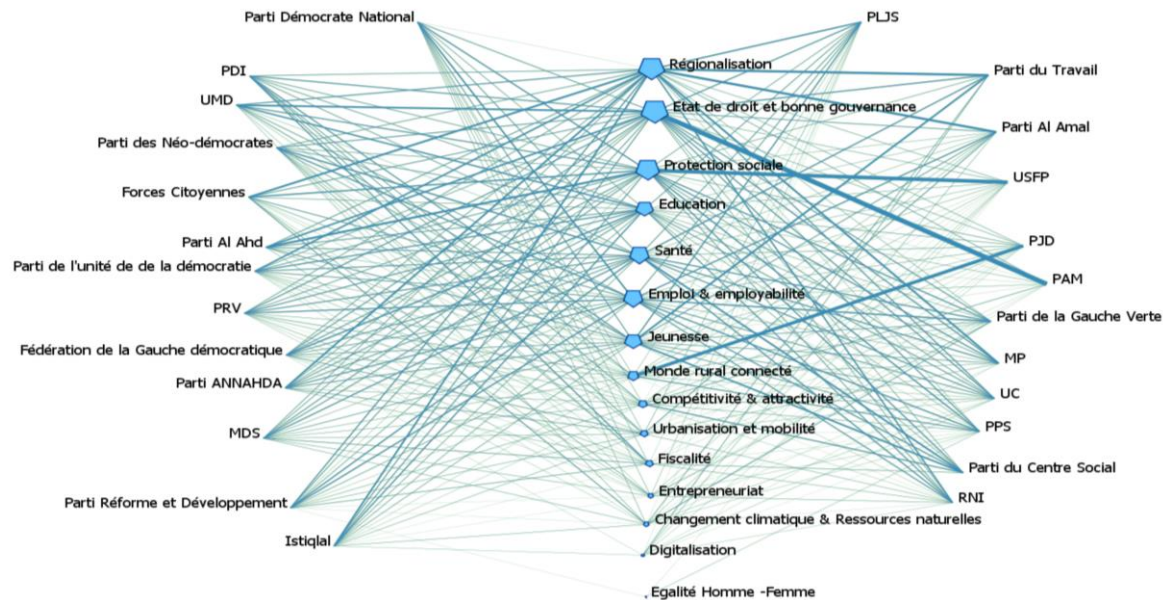 Parti Démocrate National
PDI
UMD
Parti des Néo-démocrates
Forces Citoyennes
Parti Al Ahd
Parti de l'unité de de la démocratie
PRV
Fédération de la Gauche démocratique
Parti ANNAHDA
MDS
Parti Réforme et Développement
Istiqlal
Régionalisation
Etat de droit et bonne gouvernance
Protection sociale
Education
Santé
Emploi & employabilité
Jeunesse
Monde rural connecté
Compétitivité & attractivité
Urbanisation et mobilité
Fiscalité
Entrepreneuriat
Changement climatique & Ressources naturelles
Digitalisation
Egalité Homme -Femme
PLJS
Parti du Travail
Parti Al Amal
USFP
PJD
PAM
Parti de la Gauche Verte
MP
UC
PPS
Parti du Centre Social
RNI